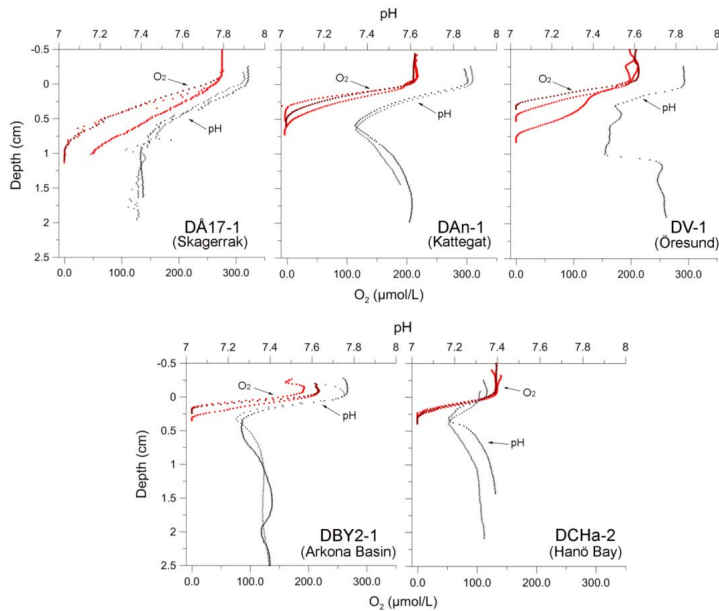 pH
7 7.2 7.4 7.6 7.8 8
7 7.2 7.4 7.6 7.8 8
7 7.2 7.4 7.6 7.8 8
-0.5
0
0.5
1
1.5
2
2.5
Depth (cm)
O2
pH
DÅ17-1
(Skagerrak)
O2
pH
DAn-1
(Kattegat)
O2
pH
DV-1
(Öresund)
0.0 100.0 200.0 300.0
0.0 100.0 200.0 300.0
0.0 100.0 200.0 300.0
O2 (µmol/L)
pH
7 7.2 7.4 7.6 7.8 8
7 7.2 7.4 7.6 7.8 8
-0.5
0
0.5
1
1.5
2
2.5
Depth (cm)
O2
pH
DBY2-1
(Arkona Basin)
O2
pH
DCHa-2
(Hanö Bay)
0.0 100.0 200.0 300.0
0.0 100.0 200.0 300.0
O2 (µmol/L)